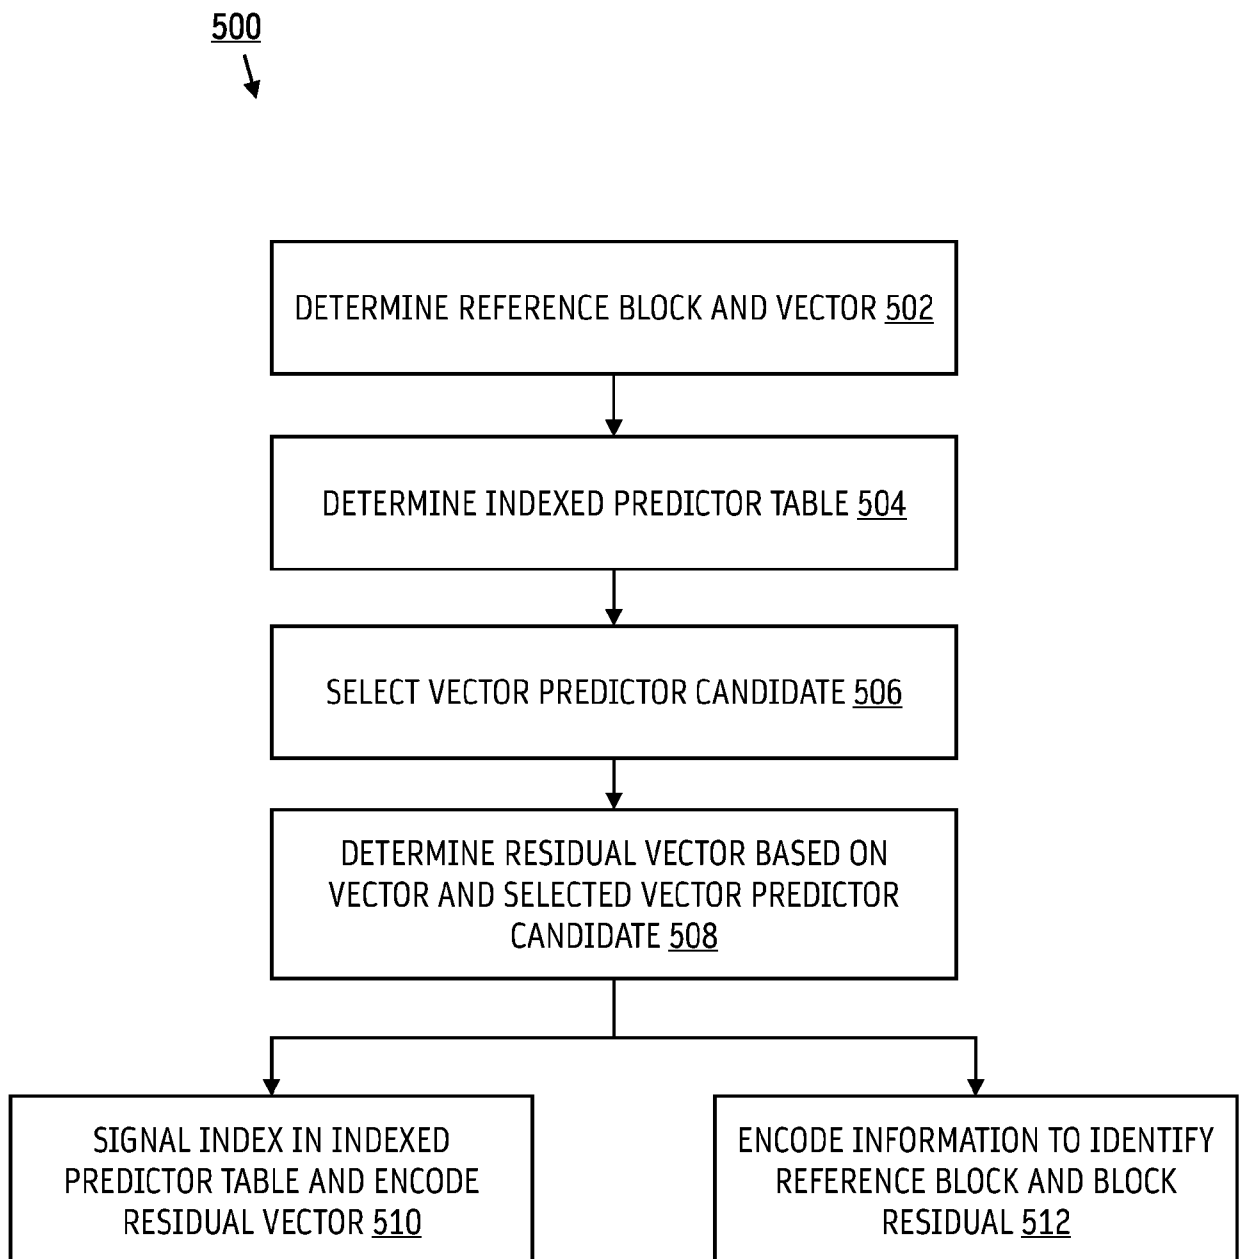 500
DETERMINE REFERENCE BLOCK AND VECTOR 502
DETERMINE INDEXED PREDICTOR TABLE 504
SELECT VECTOR PREDICTOR CANDIDATE 506
DETERMINE RESIDUAL VECTOR BASED ON
VECTOR AND SELECTED VECTOR PREDICTOR
CANDIDATE 508
SIGNAL INDEX IN INDEXED
PREDICTOR TABLE AND ENCODE
RESIDUAL VECTOR 510
ENCODE INFORMATION TO IDENTIFY
REFERENCE BLOCK AND BLOCK
RESIDUAL 512